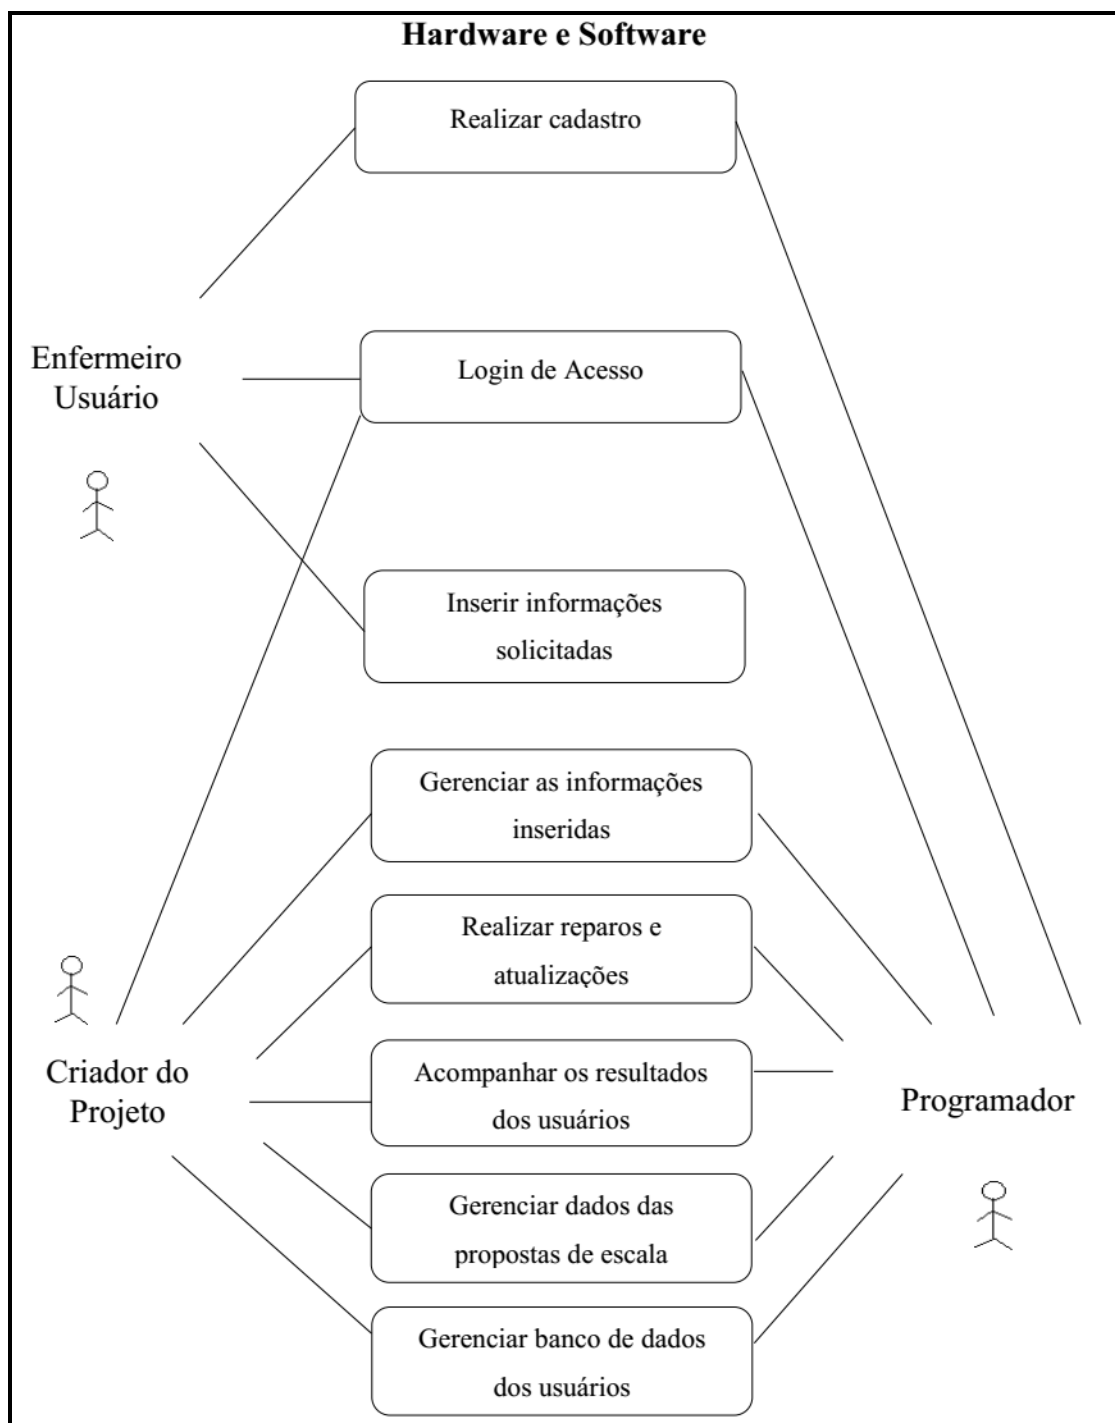 Hardware e Software
Realizar cadastro
Enfermeiro
Usuário
Login de Acesso
Inserir informações
solicitadas
Gerenciar as informações
inseridas
Realizar reparos e
atualizações
Criador do
Projeto
Acompanhar os resultados
dos usuários
Programador
Gerenciar dados das
propostas de escala
Gerenciar banco de dados
dos usuários